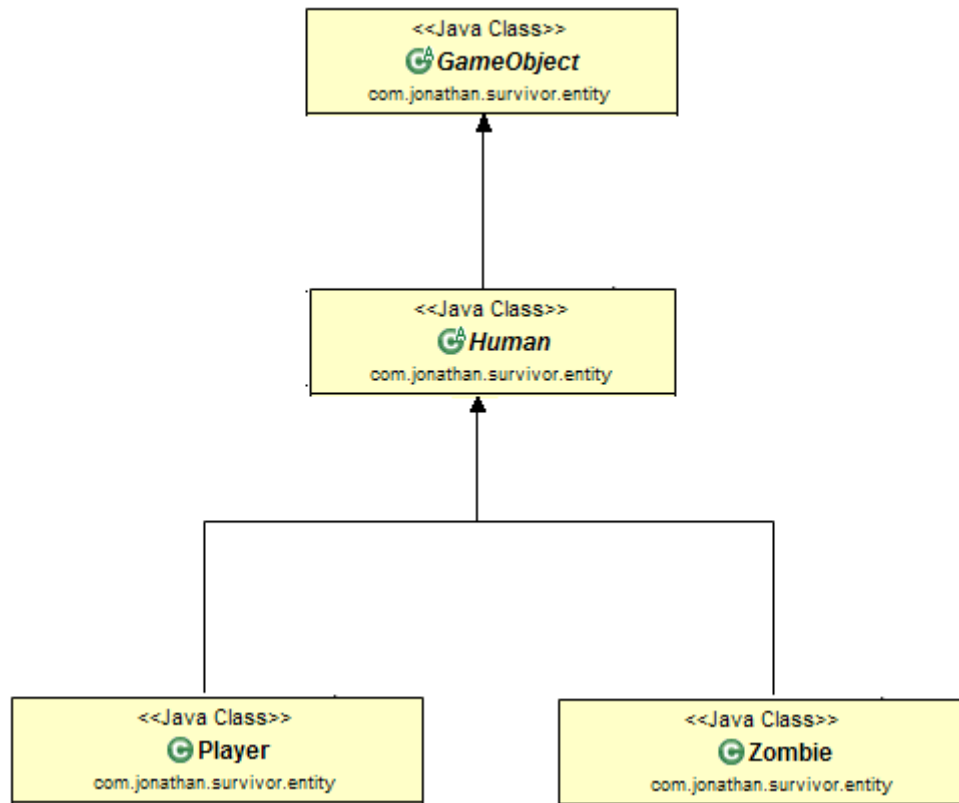 <<Java Class>>
GameObject
com.jonathan.survivor.entity
<<Java Class>>
Human
com.jonathan.survivor.entity
<<Java Class>>
Player
com.jonathan.survivor.entity
<<Java Class>>
Zombie
com.jonathan.survivor.entity